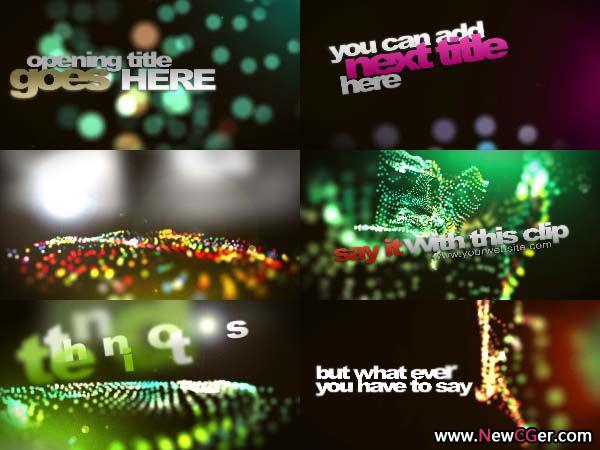 opening title
goes HERE
you can add
next title
here
say it With this clip
www.yourwebsite.com
but what ever
you have to say
www.NewCGer.com